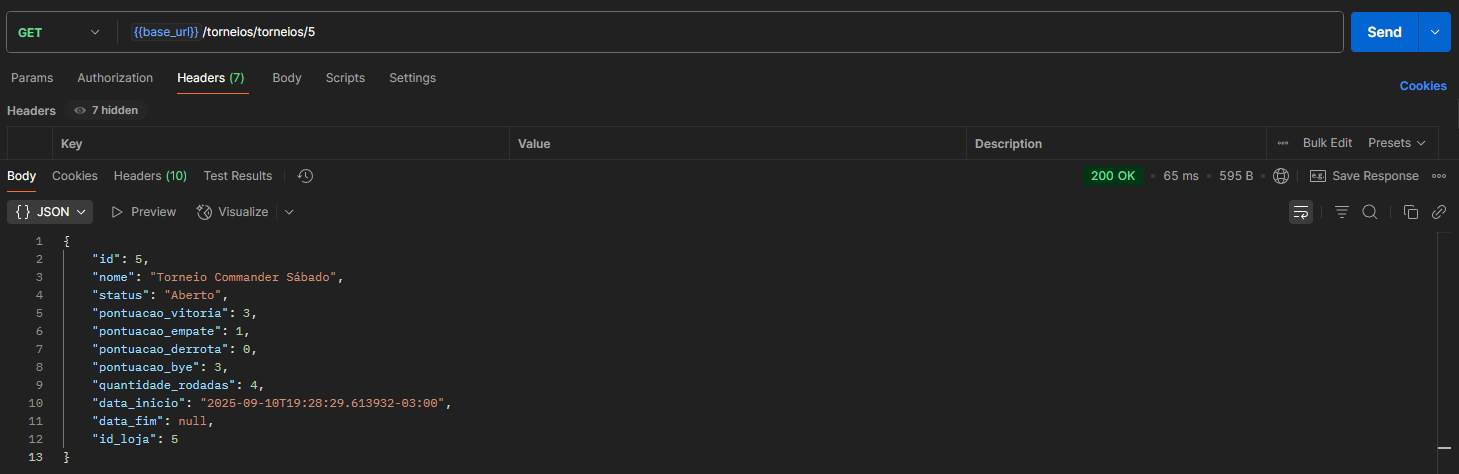 GET {{base_url}} /torneios/torneios/5 Send
Params Authorization Headers (7) Body Scripts Settings
Cookies
Headers 7 hidden
Key Value Description Bulk Edit Presets
Body Cookies Headers (10) Test Results 200 OK 65 ms 595 B e.g. Save Response
{} JSON Preview Visualize
1 {
2 "id": 5,
3 "nome": "Torneio Commander Sábado",
4 "status": "Aberto",
5 "pontuacao_vitoria": 3,
6 "pontuacao_empate": 1,
7 "pontuacao_derrota": 0,
8 "pontuacao_bye": 3,
9 "quantidade_rodadas": 4,
10 "data_inicio": "2025-09-10T19:28:29.613932-03:00",
11 "data_fim": null,
12 "id_loja": 5
13 }